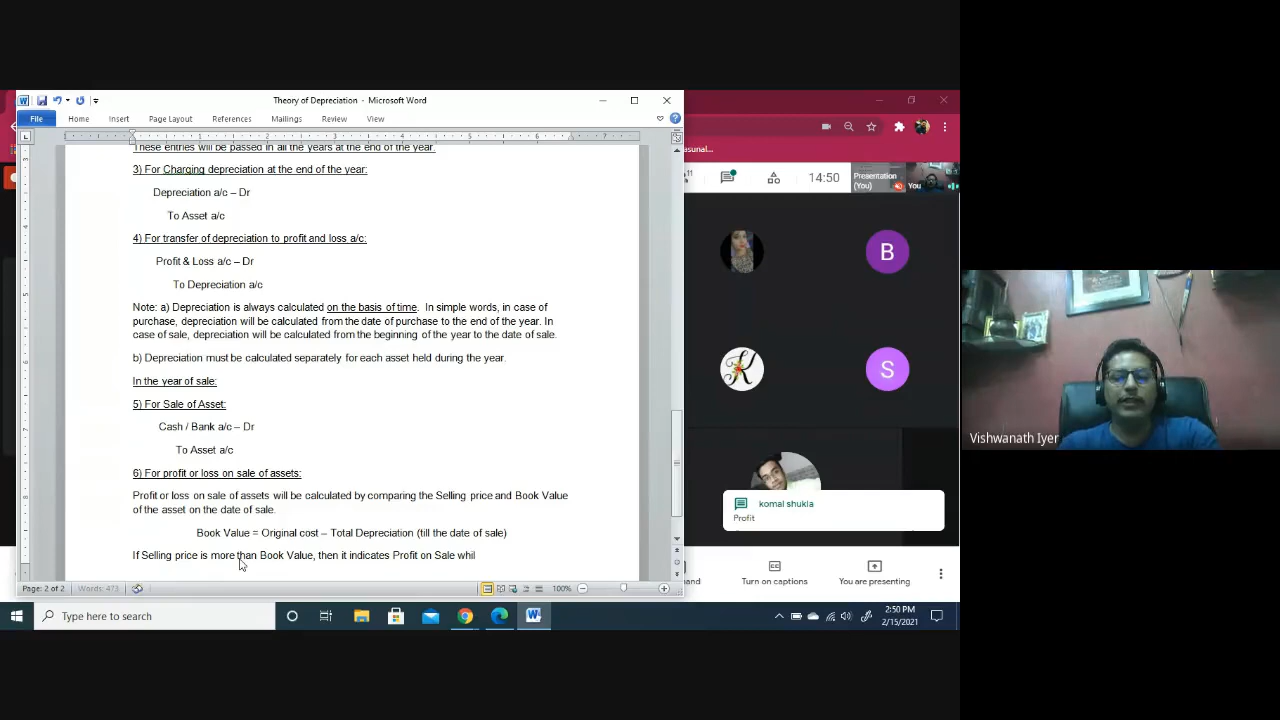 Theory of Depreciation - Microsoft Word
File Home Insert Page Layout References Mailings Review View
These entries will be passed in all the years at the end of the year.
3) For Charging depreciation at the end of the year:
Depreciation a/c – Dr
To Asset a/c
4) For transfer of depreciation to profit and loss a/c:
Profit & Loss a/c – Dr
To Depreciation a/c
Note: a) Depreciation is always calculated on the basis of time. In simple words, in case of
purchase, depreciation will be calculated from the date of purchase to the end of the year. In
case of sale, depreciation will be calculated from the beginning of the year to the date of sale.
b) Depreciation must be calculated separately for each asset held during the year.
In the year of sale:
5) For Sale of Asset:
Cash / Bank a/c – Dr
To Asset a/c
6) For profit or loss on sale of assets:
Profit or loss on sale of assets will be calculated by comparing the Selling price and Book Value
of the asset on the date of sale.
Book Value = Original cost – Total Depreciation (till the date of sale)
If Selling price is more than Book Value, then it indicates Profit on Sale whil
Page: 2 of 2 Words: 473 100%
esunal...
11 14:50 Presentation (You) You
B
K S
komal shukla
Profit
and Turn on captions You are presenting
Vishwanath Iyer
Type here to search
2:50 PM
2/15/2021